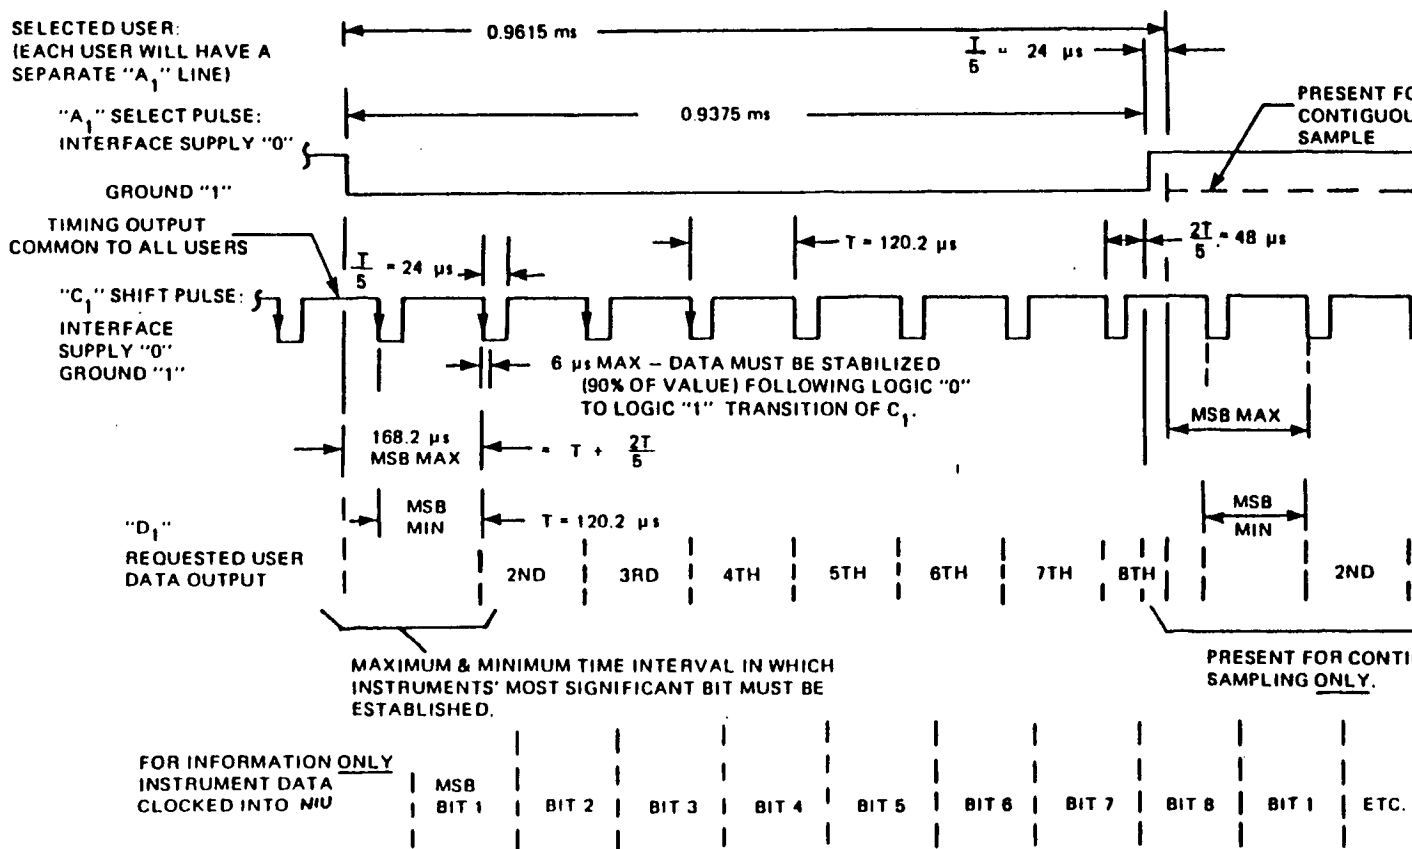 SELECTED USER:
(EACH USER WILL HAVE A
SEPARATE "A1" LINE)
0.9615 ms
T/5 = 24 µs
"A1" SELECT PULSE:
INTERFACE SUPPLY "0"
0.9375 ms
PRESENT FO
CONTIGUOU
SAMPLE
GROUND "1"
TIMING OUTPUT
COMMON TO ALL USERS
T/5 = 24 µs
T = 120.2 µs
2T/5 = 48 µs
"C1" SHIFT PULSE:
INTERFACE
SUPPLY "0"
GROUND "1"
6 µs MAX – DATA MUST BE STABILIZED
(90% OF VALUE) FOLLOWING LOGIC "0"
TO LOGIC "1" TRANSITION OF C1.
MSB MAX
168.2 µs
MSB MAX
= T + 2T/5
MSB
MIN
T = 120.2 µs
MSB
MIN
"D1"
REQUESTED USER
DATA OUTPUT
2ND 3RD 4TH 5TH 6TH 7TH 8TH 2ND
MAXIMUM & MINIMUM TIME INTERVAL IN WHICH
INSTRUMENTS' MOST SIGNIFICANT BIT MUST BE
ESTABLISHED.
PRESENT FOR CONTI
SAMPLING ONLY.
FOR INFORMATION ONLY
INSTRUMENT DATA
CLOCKED INTO NIU
MSB
BIT 1 BIT 2 BIT 3 BIT 4 BIT 5 BIT 6 BIT 7 BIT 8 BIT 1 ETC.